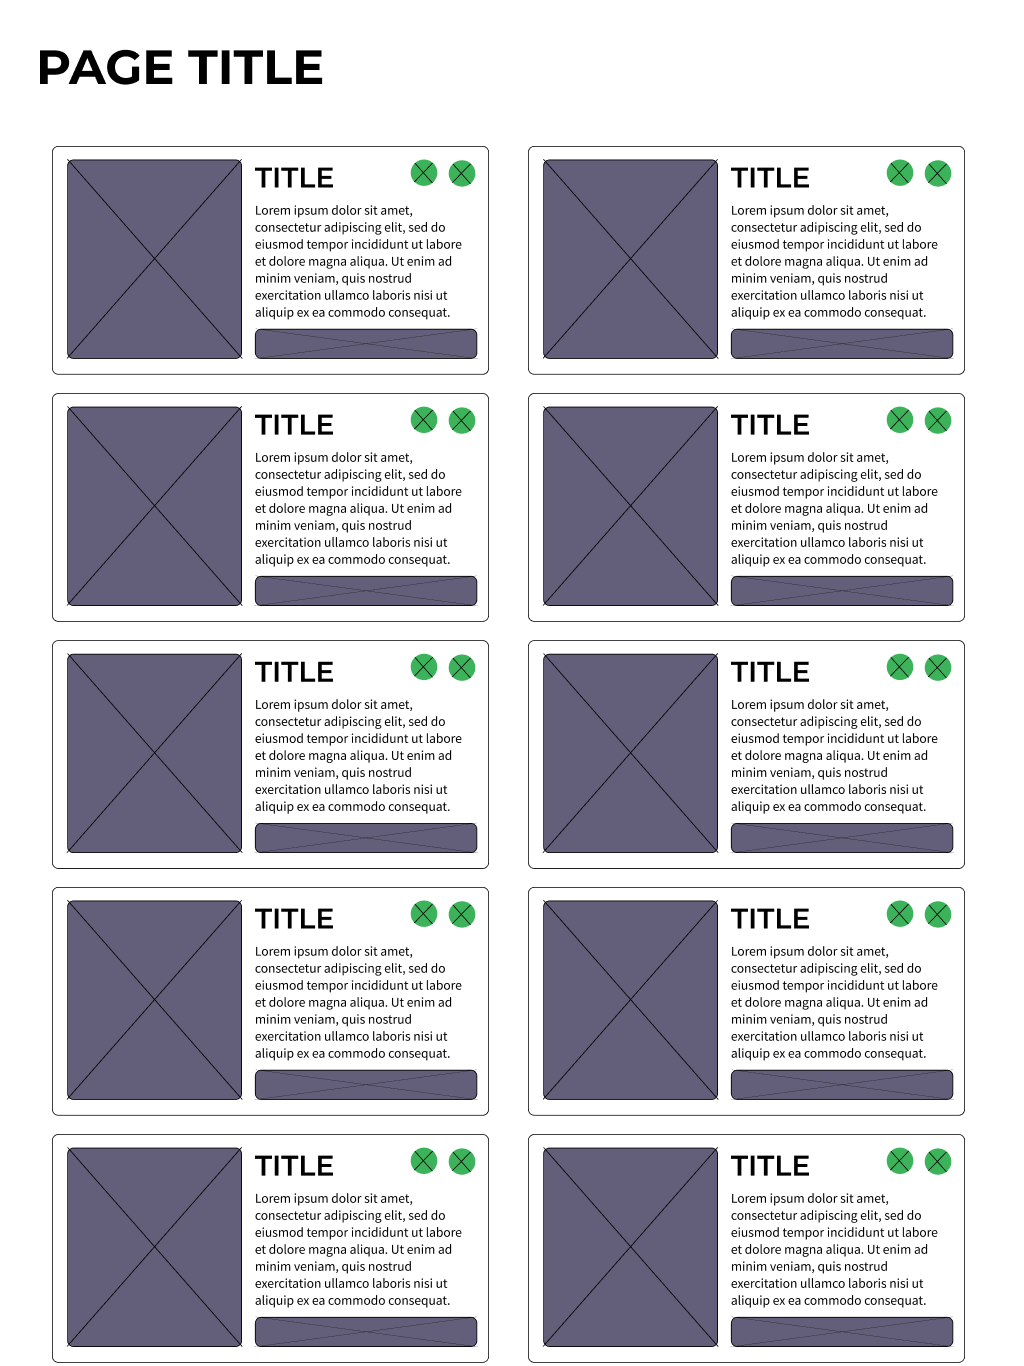 PAGE TITLE
TITLE
Lorem ipsum dolor sit amet,
consectetur adipiscing elit, sed do
eiusmod tempor incididunt ut labore
et dolore magna aliqua. Ut enim ad
minim veniam, quis nostrud
exercitation ullamco laboris nisi ut
aliquip ex ea commodo consequat.
TITLE
Lorem ipsum dolor sit amet,
consectetur adipiscing elit, sed do
eiusmod tempor incididunt ut labore
et dolore magna aliqua. Ut enim ad
minim veniam, quis nostrud
exercitation ullamco laboris nisi ut
aliquip ex ea commodo consequat.
TITLE
Lorem ipsum dolor sit amet,
consectetur adipiscing elit, sed do
eiusmod tempor incididunt ut labore
et dolore magna aliqua. Ut enim ad
minim veniam, quis nostrud
exercitation ullamco laboris nisi ut
aliquip ex ea commodo consequat.
TITLE
Lorem ipsum dolor sit amet,
consectetur adipiscing elit, sed do
eiusmod tempor incididunt ut labore
et dolore magna aliqua. Ut enim ad
minim veniam, quis nostrud
exercitation ullamco laboris nisi ut
aliquip ex ea commodo consequat.
TITLE
Lorem ipsum dolor sit amet,
consectetur adipiscing elit, sed do
eiusmod tempor incididunt ut labore
et dolore magna aliqua. Ut enim ad
minim veniam, quis nostrud
exercitation ullamco laboris nisi ut
aliquip ex ea commodo consequat.
TITLE
Lorem ipsum dolor sit amet,
consectetur adipiscing elit, sed do
eiusmod tempor incididunt ut labore
et dolore magna aliqua. Ut enim ad
minim veniam, quis nostrud
exercitation ullamco laboris nisi ut
aliquip ex ea commodo consequat.
TITLE
Lorem ipsum dolor sit amet,
consectetur adipiscing elit, sed do
eiusmod tempor incididunt ut labore
et dolore magna aliqua. Ut enim ad
minim veniam, quis nostrud
exercitation ullamco laboris nisi ut
aliquip ex ea commodo consequat.
TITLE
Lorem ipsum dolor sit amet,
consectetur adipiscing elit, sed do
eiusmod tempor incididunt ut labore
et dolore magna aliqua. Ut enim ad
minim veniam, quis nostrud
exercitation ullamco laboris nisi ut
aliquip ex ea commodo consequat.
TITLE
Lorem ipsum dolor sit amet,
consectetur adipiscing elit, sed do
eiusmod tempor incididunt ut labore
et dolore magna aliqua. Ut enim ad
minim veniam, quis nostrud
exercitation ullamco laboris nisi ut
aliquip ex ea commodo consequat.
TITLE
Lorem ipsum dolor sit amet,
consectetur adipiscing elit, sed do
eiusmod tempor incididunt ut labore
et dolore magna aliqua. Ut enim ad
minim veniam, quis nostrud
exercitation ullamco laboris nisi ut
aliquip ex ea commodo consequat.